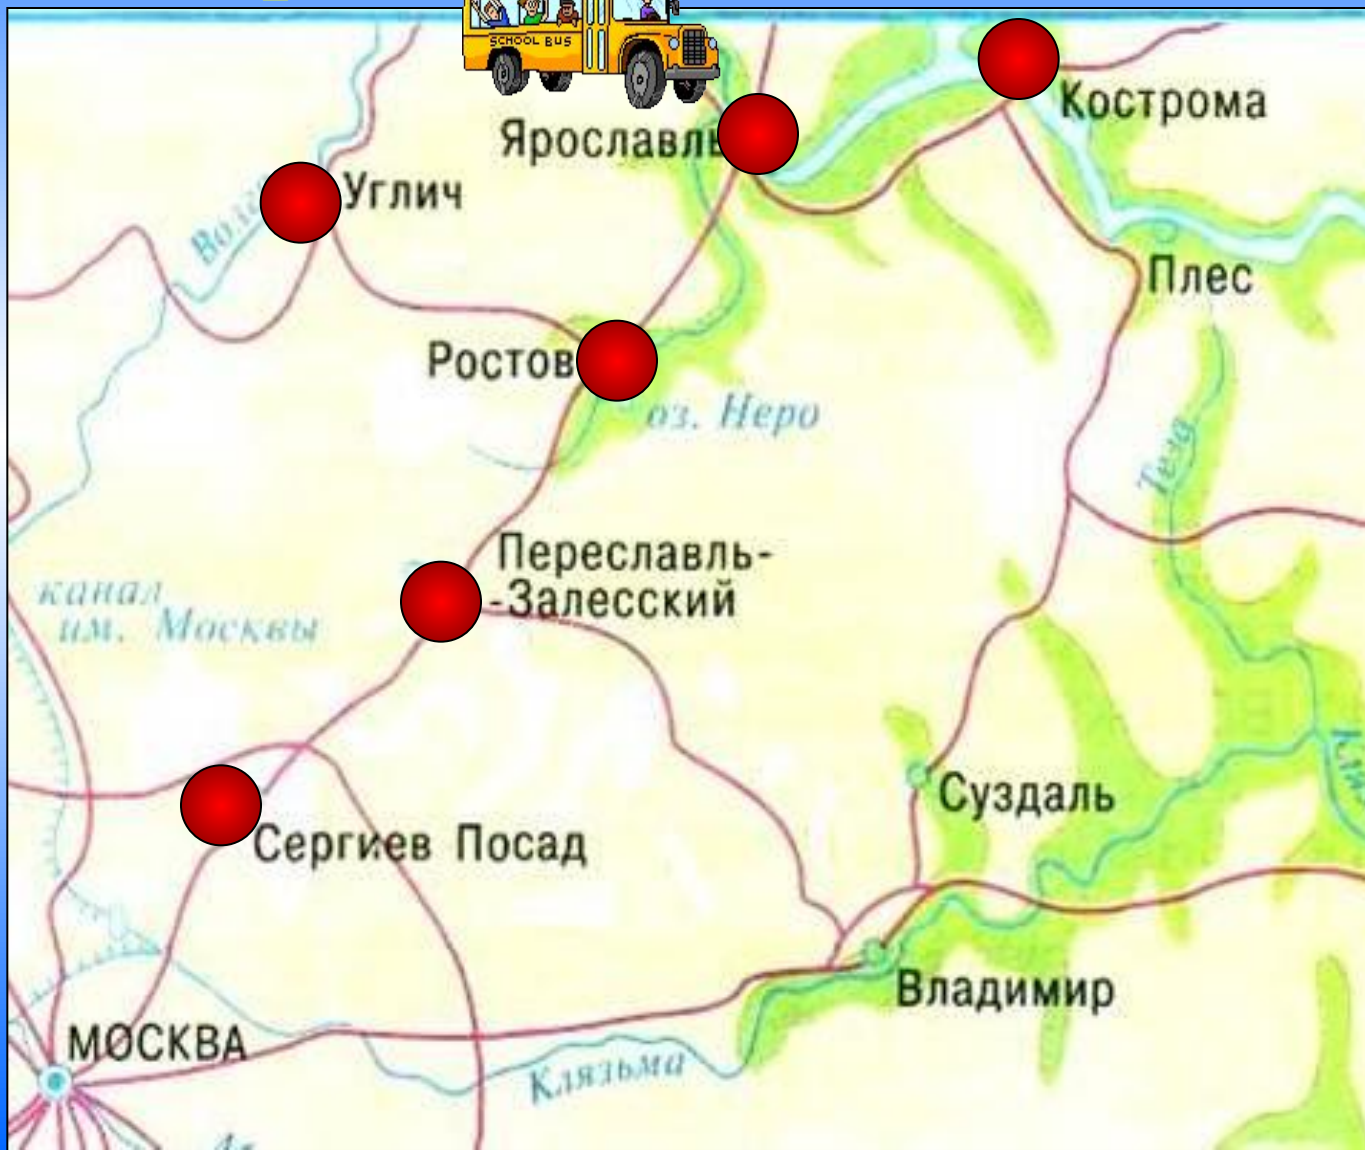 SCHOOL BUS
Кострома
Ярославль
Углич
Плес
Ростов
оз. Неро
Теза
Переславль-
-Залесский
канал
им. Москвы
Суздаль
Сергиев Посад
Владимир
МОСКВА
Клязьма